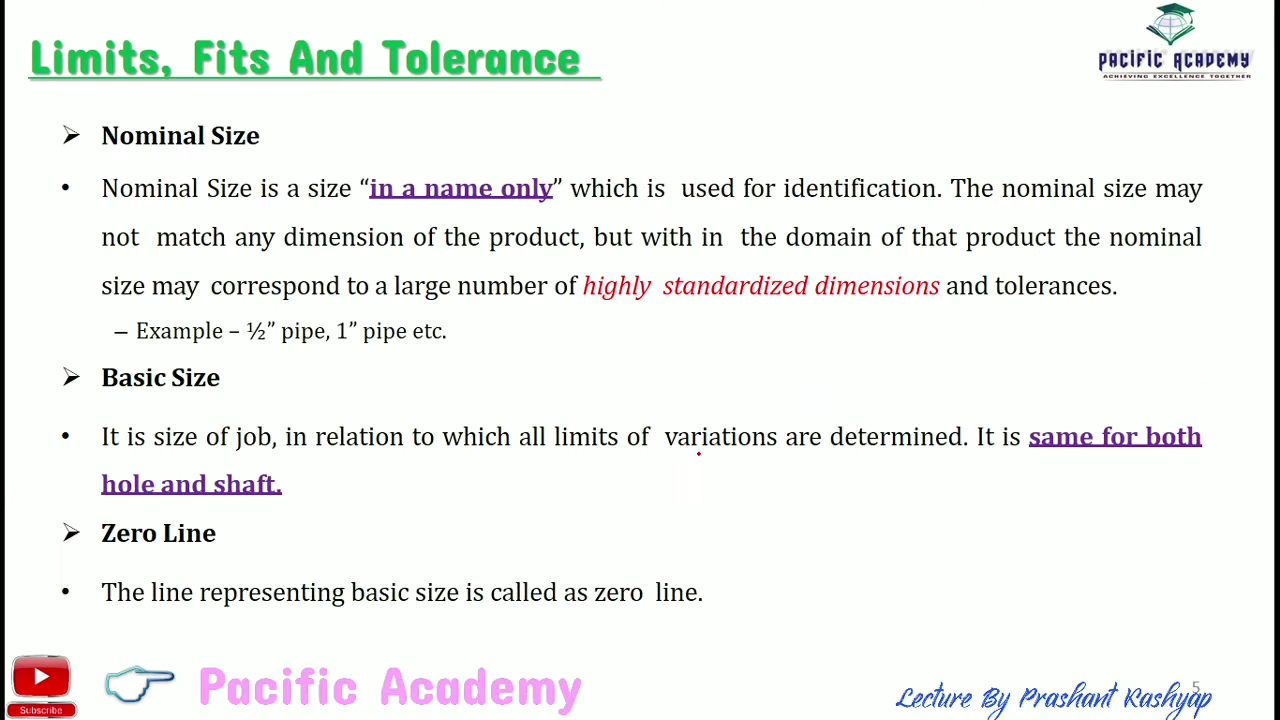 Limits, Fits And Tolerance
PACIFIC ACADEMY
ACHIEVING EXCELLENCE TOGETHER
➢ Nominal Size
• Nominal Size is a size “in a name only” which is used for identification. The nominal size may
not match any dimension of the product, but with in the domain of that product the nominal
size may correspond to a large number of highly standardized dimensions and tolerances.
– Example – ½” pipe, 1” pipe etc.
➢ Basic Size
• It is size of job, in relation to which all limits of variations are determined. It is same for both
hole and shaft.
➢ Zero Line
• The line representing basic size is called as zero line.
Subscribe
Pacific Academy
5
Lecture By Prashant Kashyap